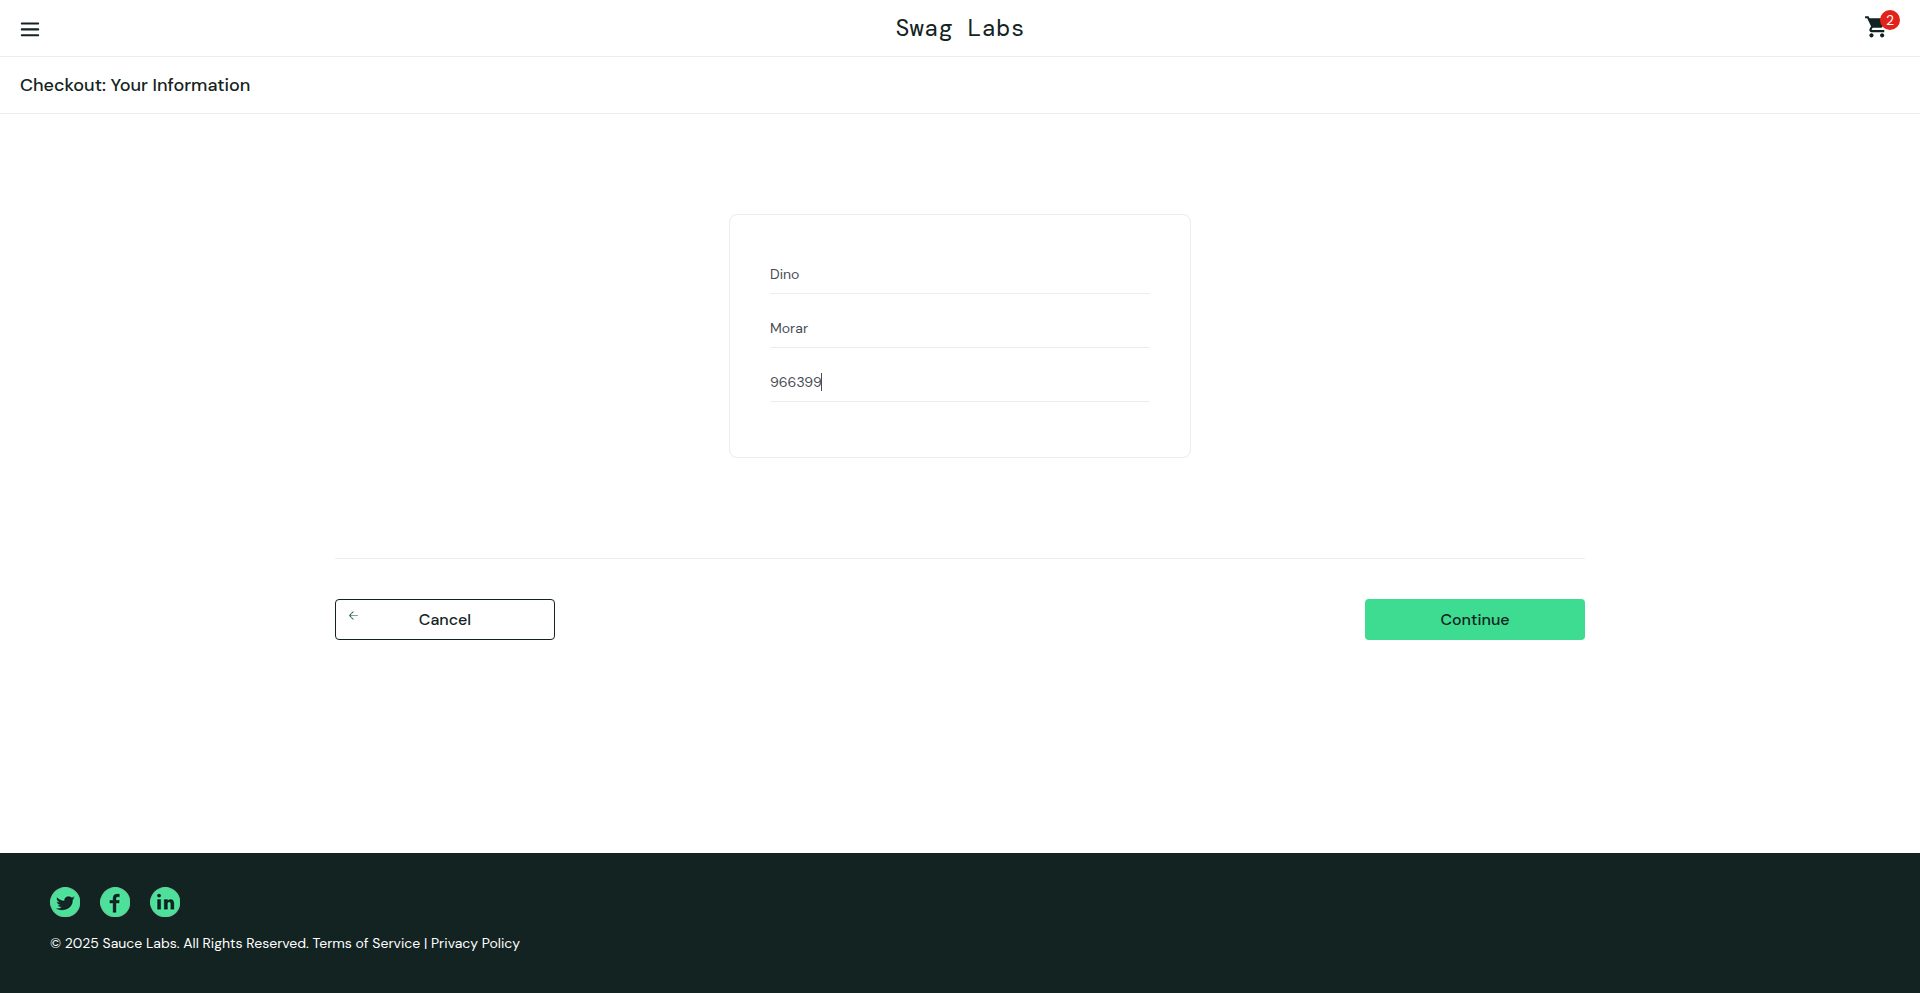 Swag Labs
2
Checkout: Your Information
Dino
Morar
966399
Cancel
Continue
© 2025 Sauce Labs. All Rights Reserved. Terms of Service | Privacy Policy